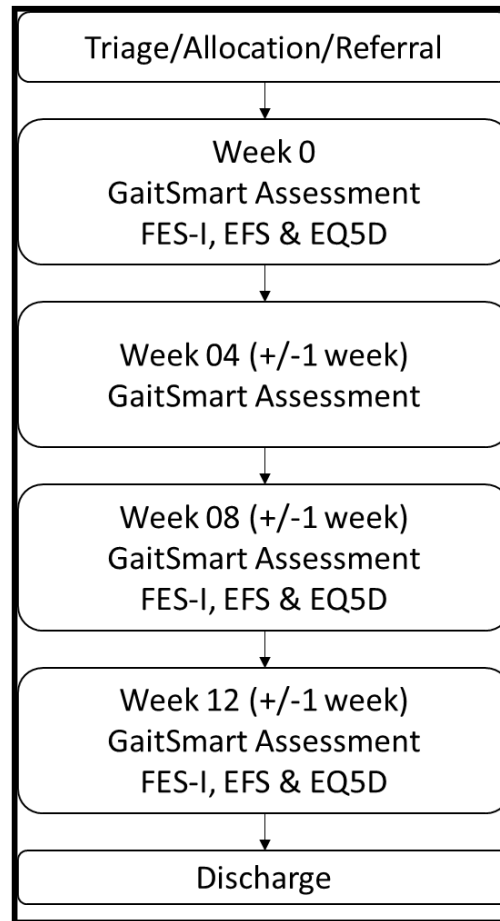 Triage/Allocation/Referral
Week 0
GaitSmart Assessment
FES-I, EFS & EQ5D
Week 04 (+/-1 week)
GaitSmart Assessment
Week 08 (+/-1 week)
GaitSmart Assessment
FES-I, EFS & EQ5D
Week 12 (+/-1 week)
GaitSmart Assessment
FES-I, EFS & EQ5D
Discharge